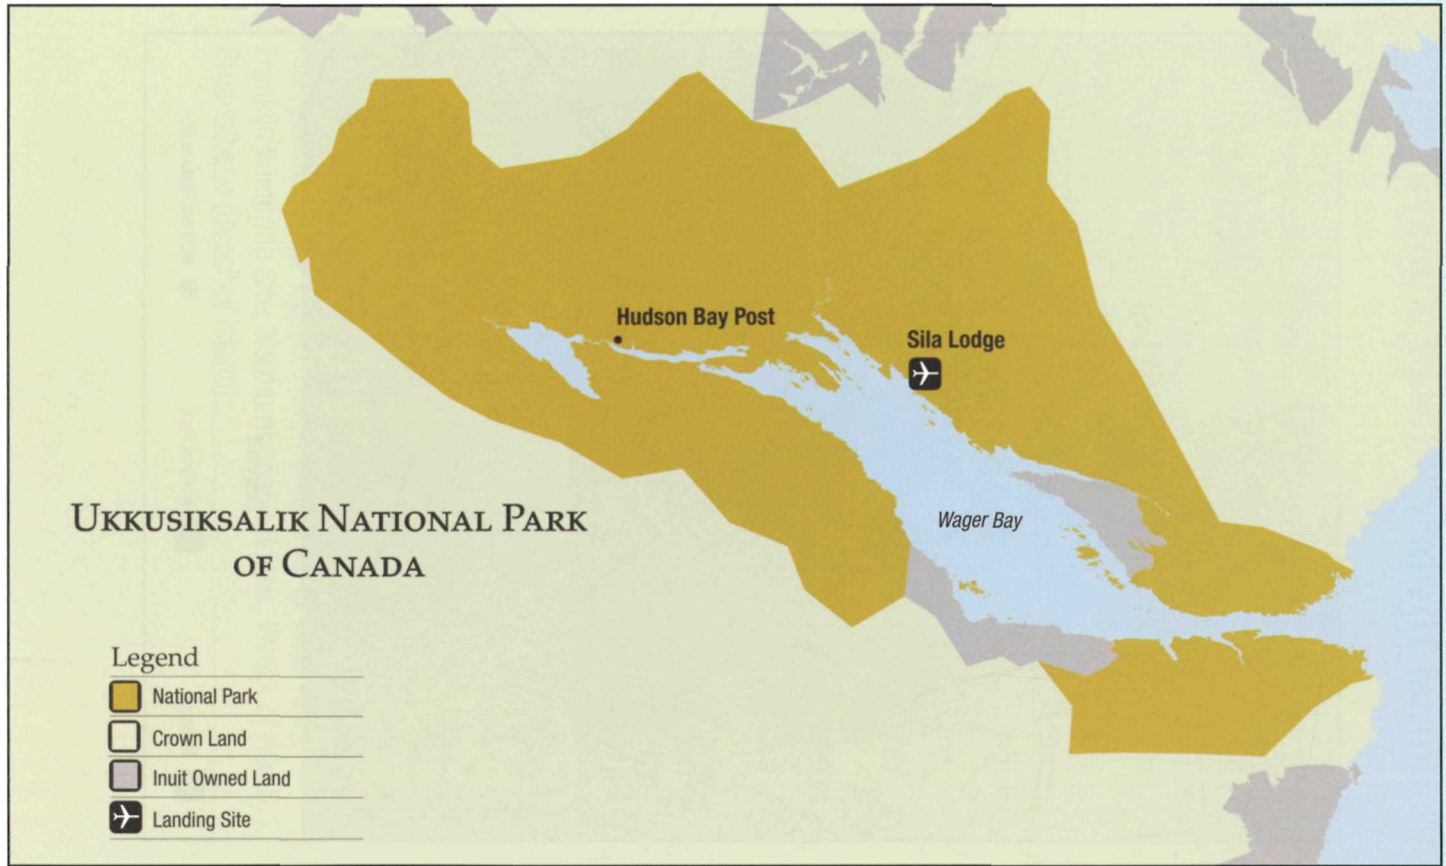 Hudson Bay Post
Sila Lodge
Wager Bay
UKKUSIKSALIK NATIONAL PARK
OF CANADA
Legend
National Park
Crown Land
Inuit Owned Land
Landing Site